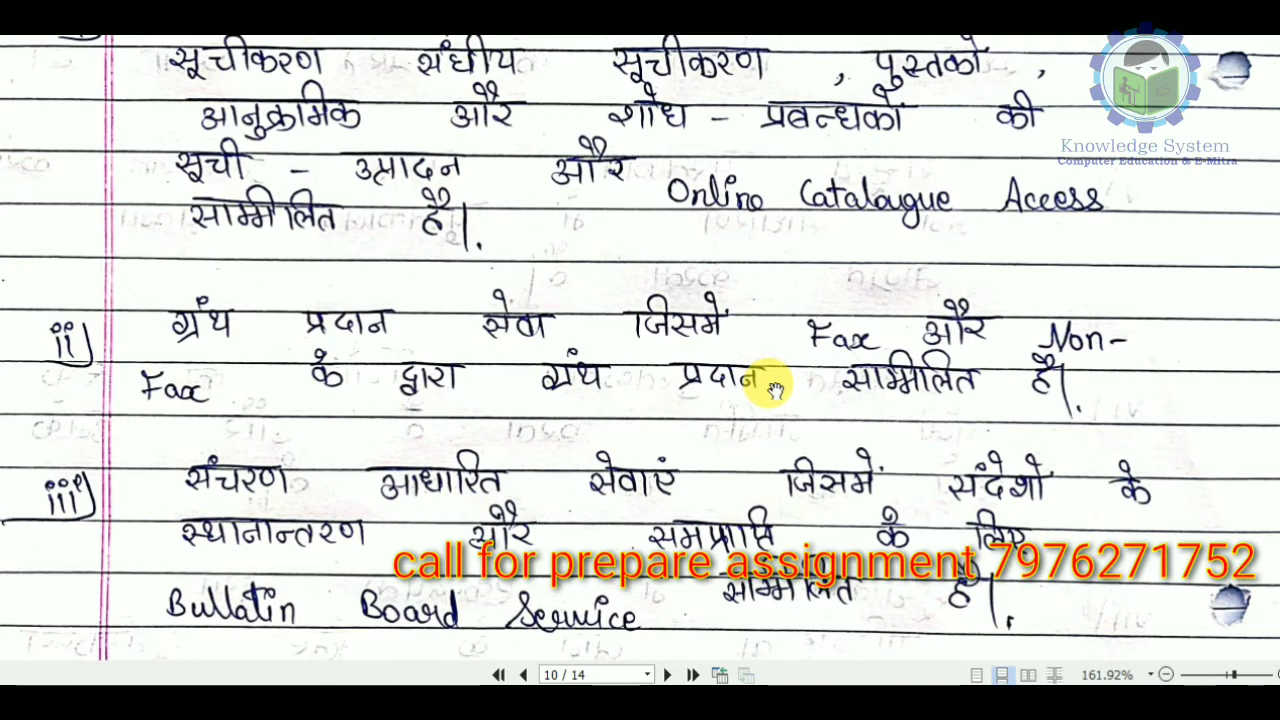 सूचीकरण संघीय सूचीकरण , पुस्तकों ,
आनुक्रमिक और शोध - प्रबन्धकों की
सूची - उत्पादन और Online Catalougue Access
सम्मिलित है।.
ii) ग्रंथ प्रदान सेवा जिसमें Fax और Non-
Fax के द्वारा ग्रंथ प्रदान सम्मिलित है।.
iii) संचरण आधारित सेवाएं जिसमें संदेशों के
स्थानान्तरण और समप्राप्ति के लिए
Bullatin Board Service सम्मिलित है।.
Knowledge System
Computer Education & E-Mitra
call for prepare assignment 7976271752
10 / 14
161.92%